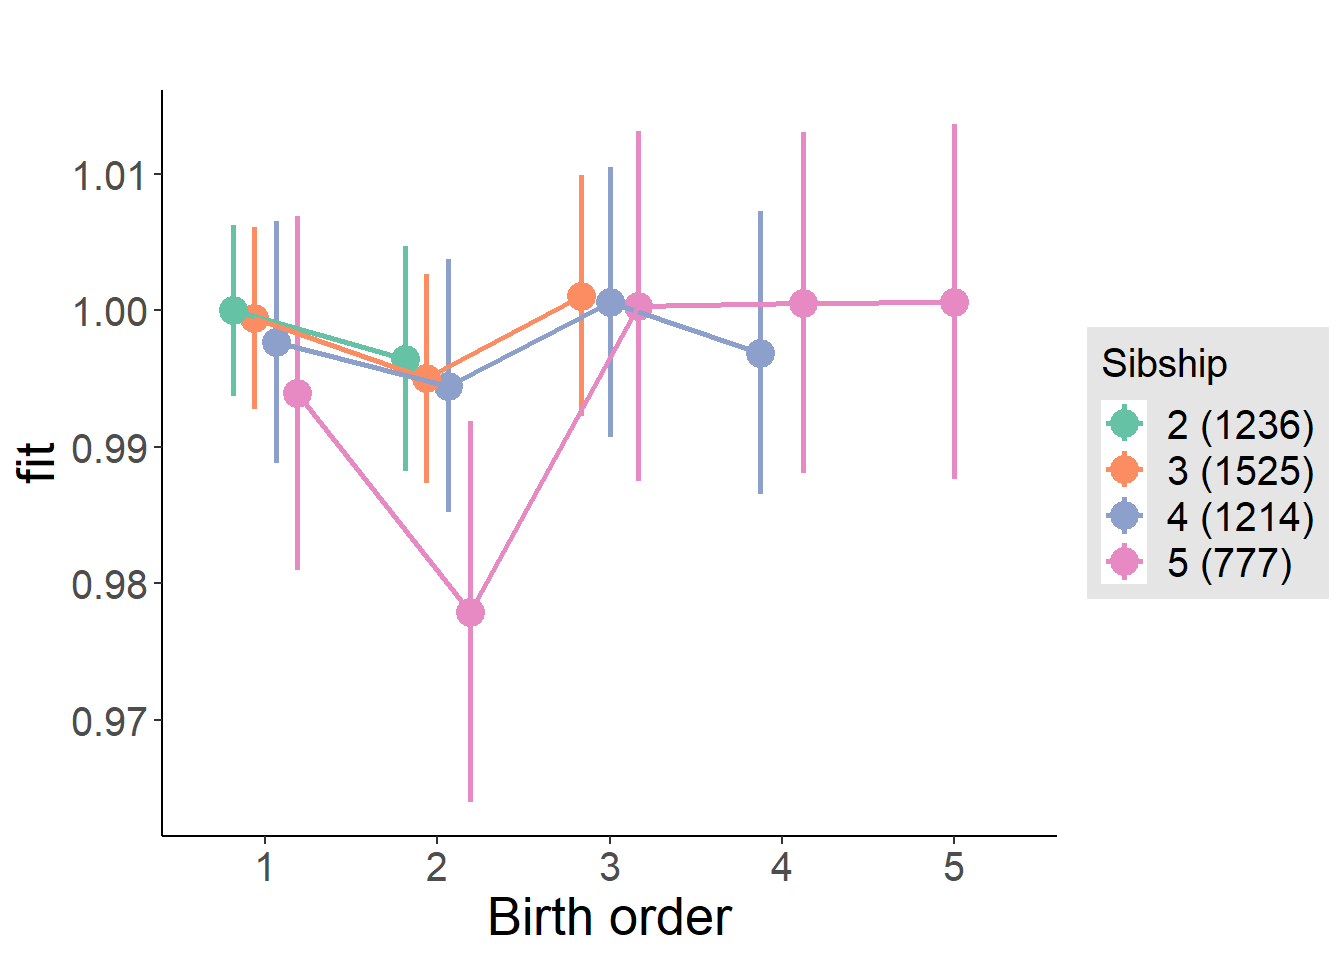 1.01
1.00
0.99
0.98
0.97
fit
1 2 3 4 5
Birth order
Sibship
2 (1236)
3 (1525)
4 (1214)
5 (777)